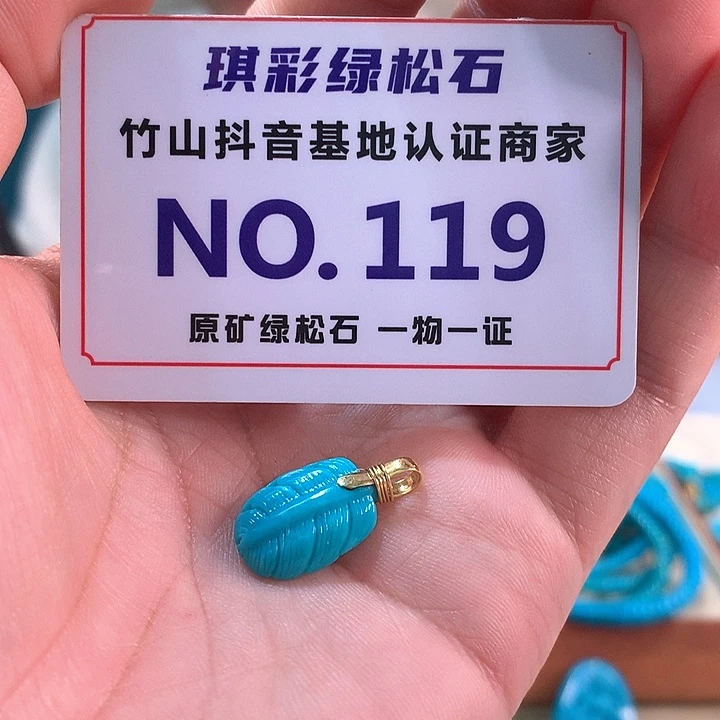 琪彩绿松石
竹山抖音基地认证商家
NO.119
原矿绿松石 一物一证